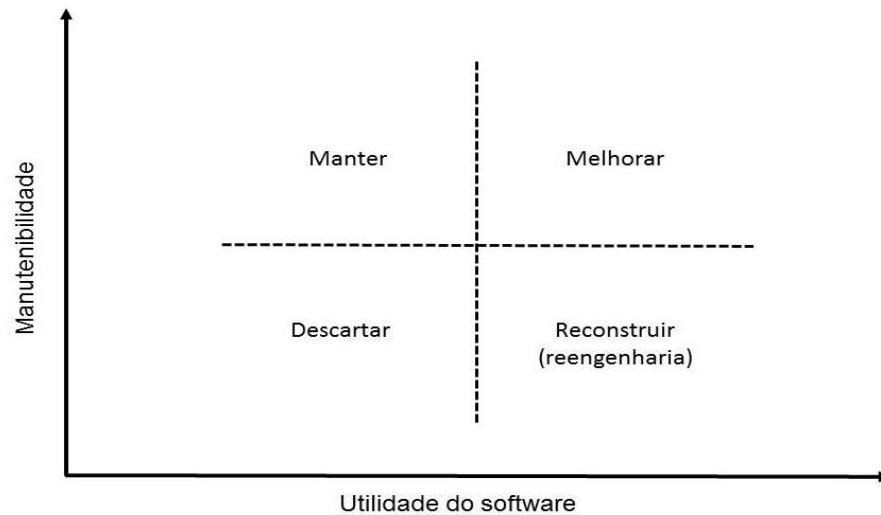 Manutenibilidade
Manter
Melhorar
Descartar
Reconstruir
(reengenharia)
Utilidade do software